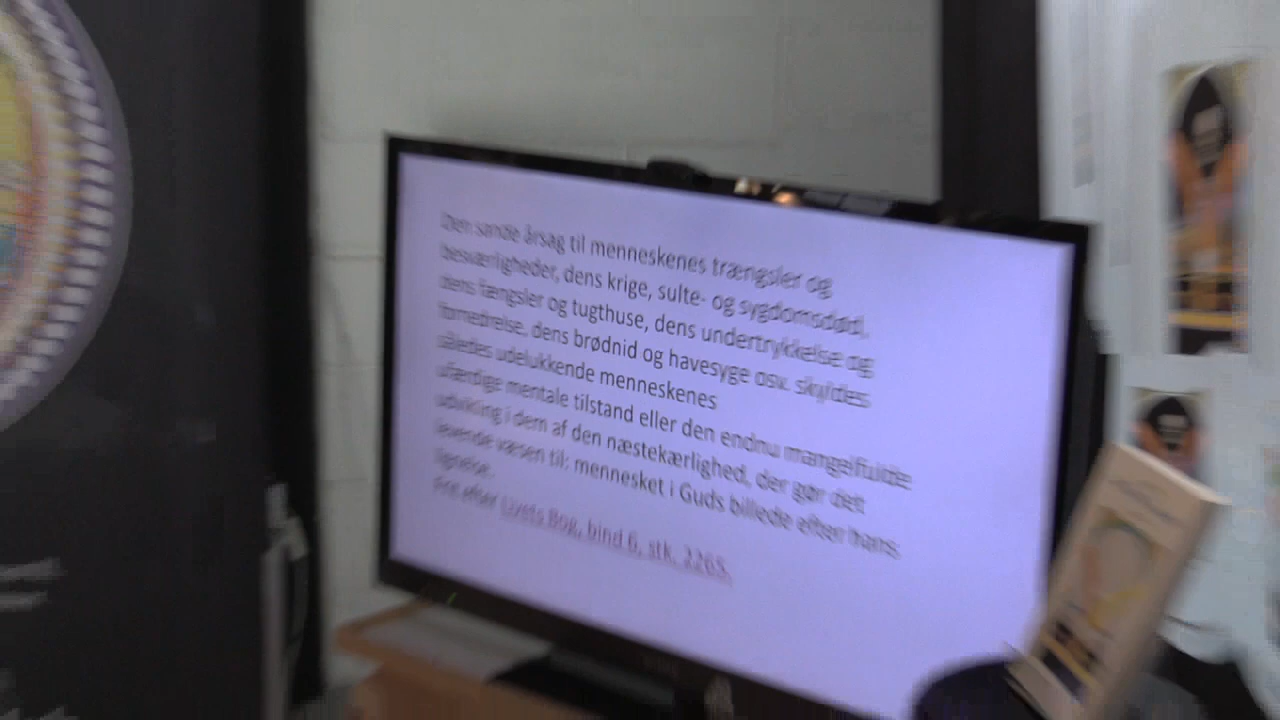 Den sande årsag til menneskenes trængsler og
besværligheder, dens krige, sulte- og sygdomsdød,
dens fængsler og tugthuse, dens undertrykkelse og
fornedrelse, dens brødnid og havesyge osv. skyldes
således udelukkende menneskenes
ufærdige mentale tilstand eller den endnu mangelfulde
udvikling i dem af den næstekærlighed, der gør det
levende væsen til: mennesket i Guds billede efter hans
lignelse.
Frit efter Livets Bog, bind 6, stk. 2265.